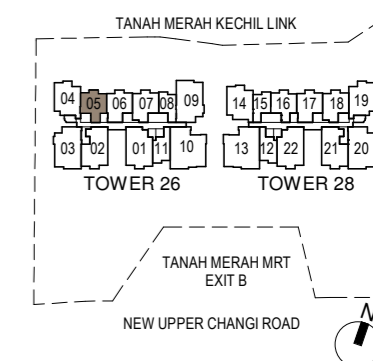 TANAH MERAH KECHIL LINK
04 05 06 07 08 09 14 15 16 17 18 19
03 02 01 11 10 13 12 22 21 20
TOWER 26 TOWER 28
TANAH MERAH MRT
EXIT B
NEW UPPER CHANGI ROAD
N